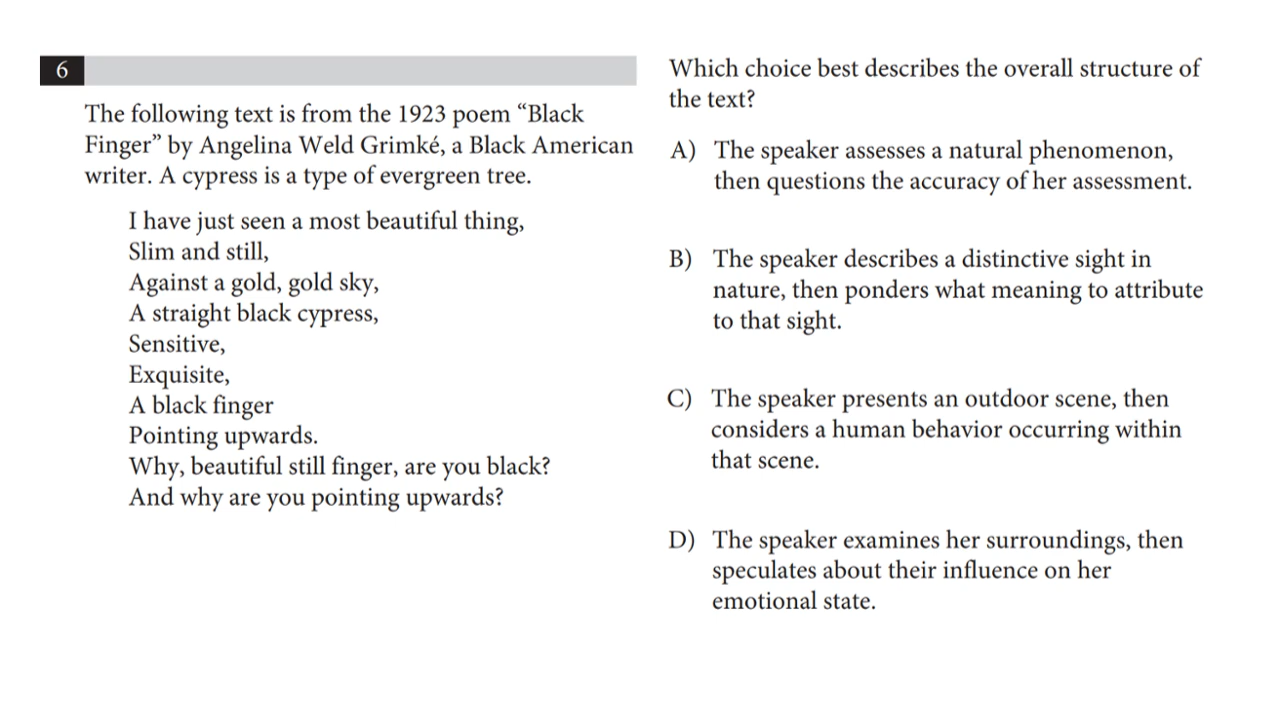 6
The following text is from the 1923 poem “Black
Finger” by Angelina Weld Grimké, a Black American
writer. A cypress is a type of evergreen tree.
I have just seen a most beautiful thing,
Slim and still,
Against a gold, gold sky,
A straight black cypress,
Sensitive,
Exquisite,
A black finger
Pointing upwards.
Why, beautiful still finger, are you black?
And why are you pointing upwards?
Which choice best describes the overall structure of
the text?
A) The speaker assesses a natural phenomenon,
then questions the accuracy of her assessment.
B) The speaker describes a distinctive sight in
nature, then ponders what meaning to attribute
to that sight.
C) The speaker presents an outdoor scene, then
considers a human behavior occurring within
that scene.
D) The speaker examines her surroundings, then
speculates about their influence on her
emotional state.